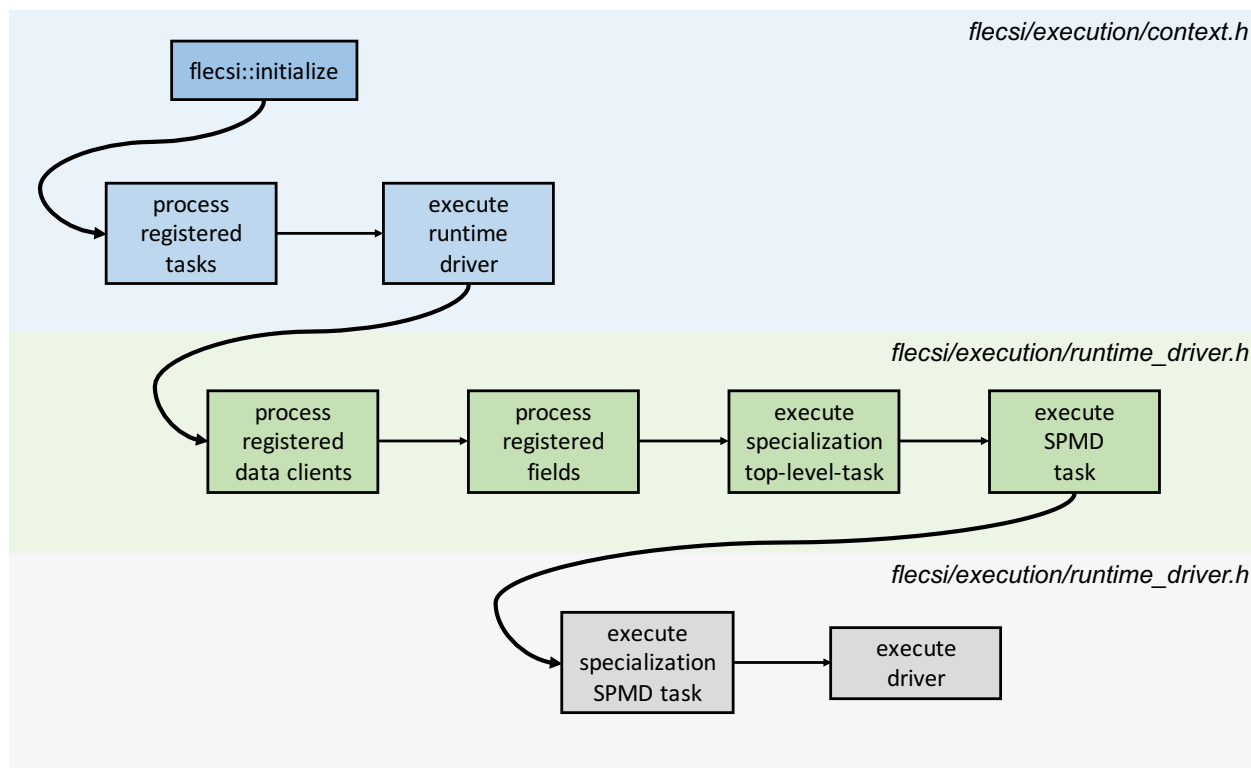 flecsi/execution/context.h
flecsi::initialize
process
registered
tasks
execute
runtime
driver
flecsi/execution/runtime_driver.h
process
registered
data clients
process
registered
fields
execute
specialization
top-level-task
execute
SPMD
task
flecsi/execution/runtime_driver.h
execute
specialization
SPMD task
execute
driver